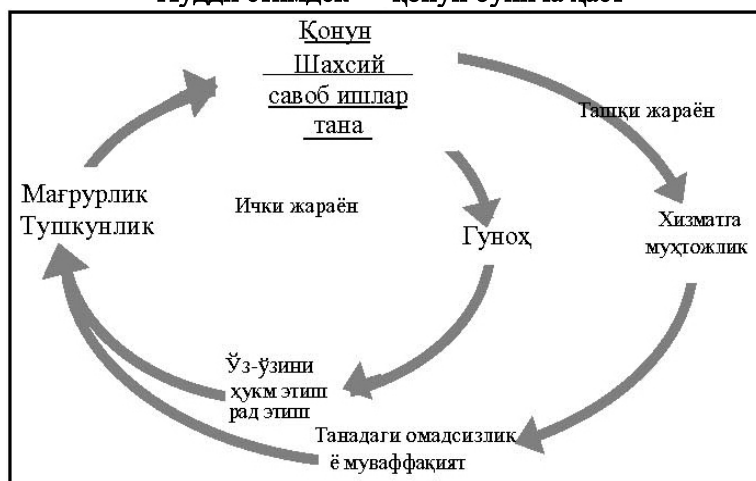 Қонун
Шахсий
савоб ишлар
тана
Ташқи жараён
Мағрурлик
Тушкунлик
Ички жараён
Гуноҳ
Хизматга
муҳтожлик
Ўз-ўзини
ҳукм этиш
рад этиш
Танадаги омадсизлик
ё муваффақият